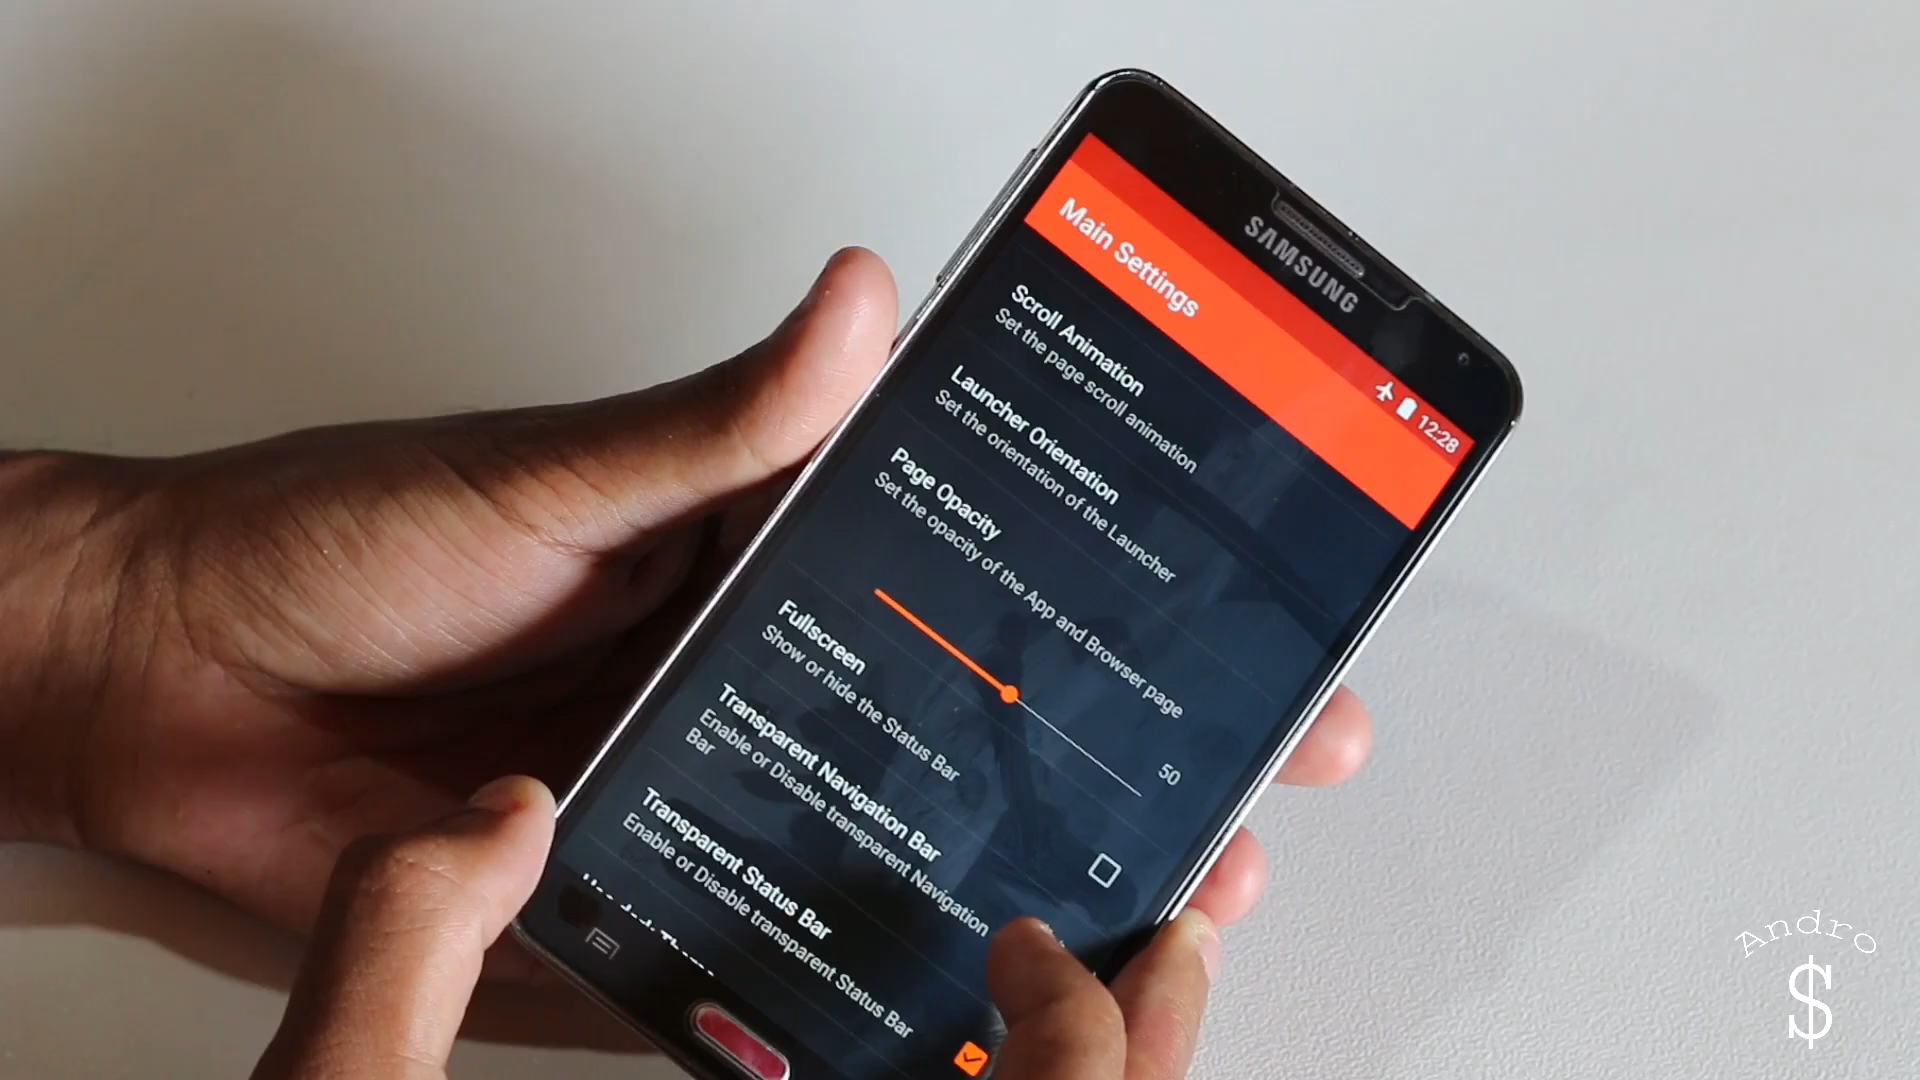 SAMSUNG
12:28
Main Settings
Scroll Animation
Set the page scroll animation
Launcher Orientation
Set the orientation of the Launcher
Page Opacity
Set the opacity of the App and Browser page
50
Fullscreen
Show or hide the Status Bar
Transparent Navigation Bar
Enable or Disable transparent Navigation
Bar
Transparent Status Bar
Enable or Disable transparent Status Bar
Andro
$